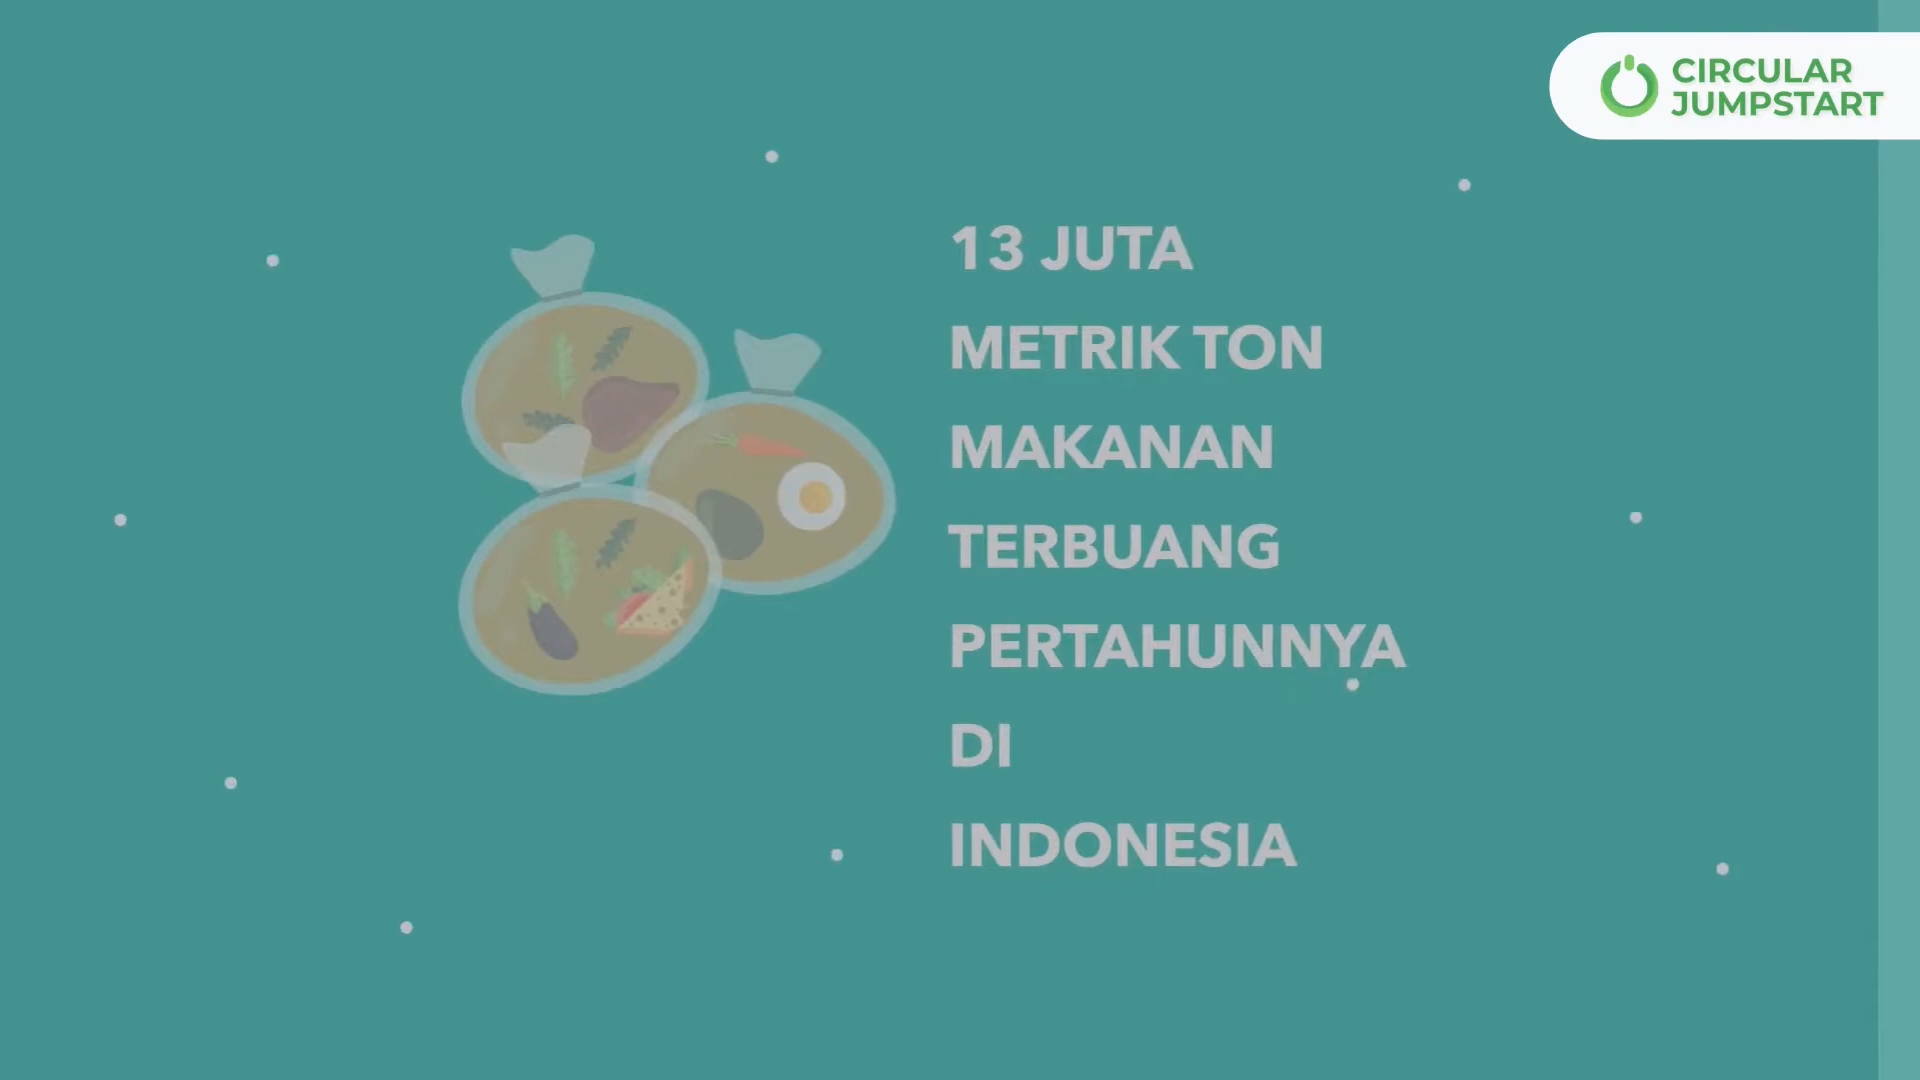 CIRCULAR
JUMPSTART
13 JUTA
METRIK TON
MAKANAN
TERBUANG
PERTAHUNNYA
DI
INDONESIA